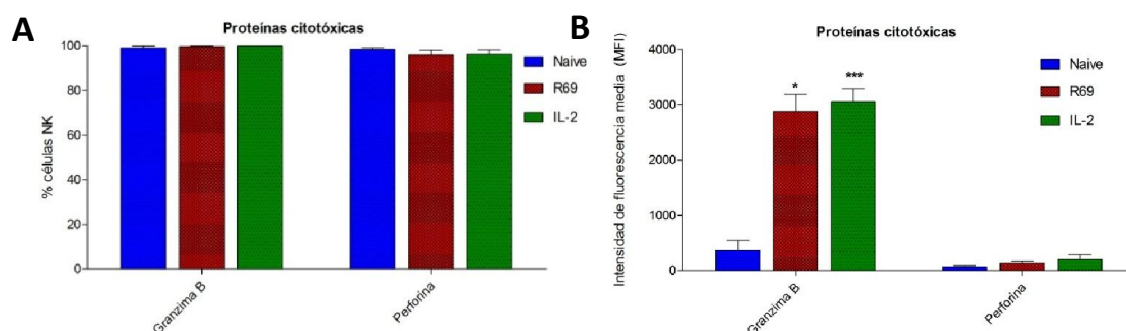 A
Proteínas citotóxicas
% células NK
100
80
60
40
20
0
Granzima B
Perforina
Naive
R69
IL-2
B
Proteínas citotóxicas
Intensidad de fluorescencia media (MFI)
4000
3000
2000
1000
0
*
***
Granzima B
Perforina
Naive
R69
IL-2